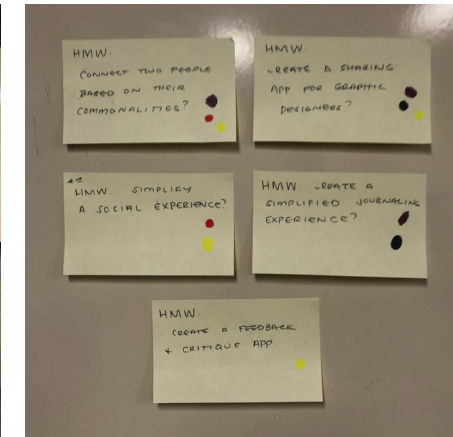 HMW.
CONNECT TWO PEOPLE
BASED ON THEIR
COMMONALITIES?
HMW.
CREATE A SHARING
APP FOR GRAPHIC
DESIGNERS?
HMW... SIMPLIFY
A SOCIAL EXPERIENCE?
HMW CREATE A
SIMPLIFIED JOURNALING
EXPERIENCE?
HMW.
CREATE A FEEDBACK
+ CRITIQUE APP